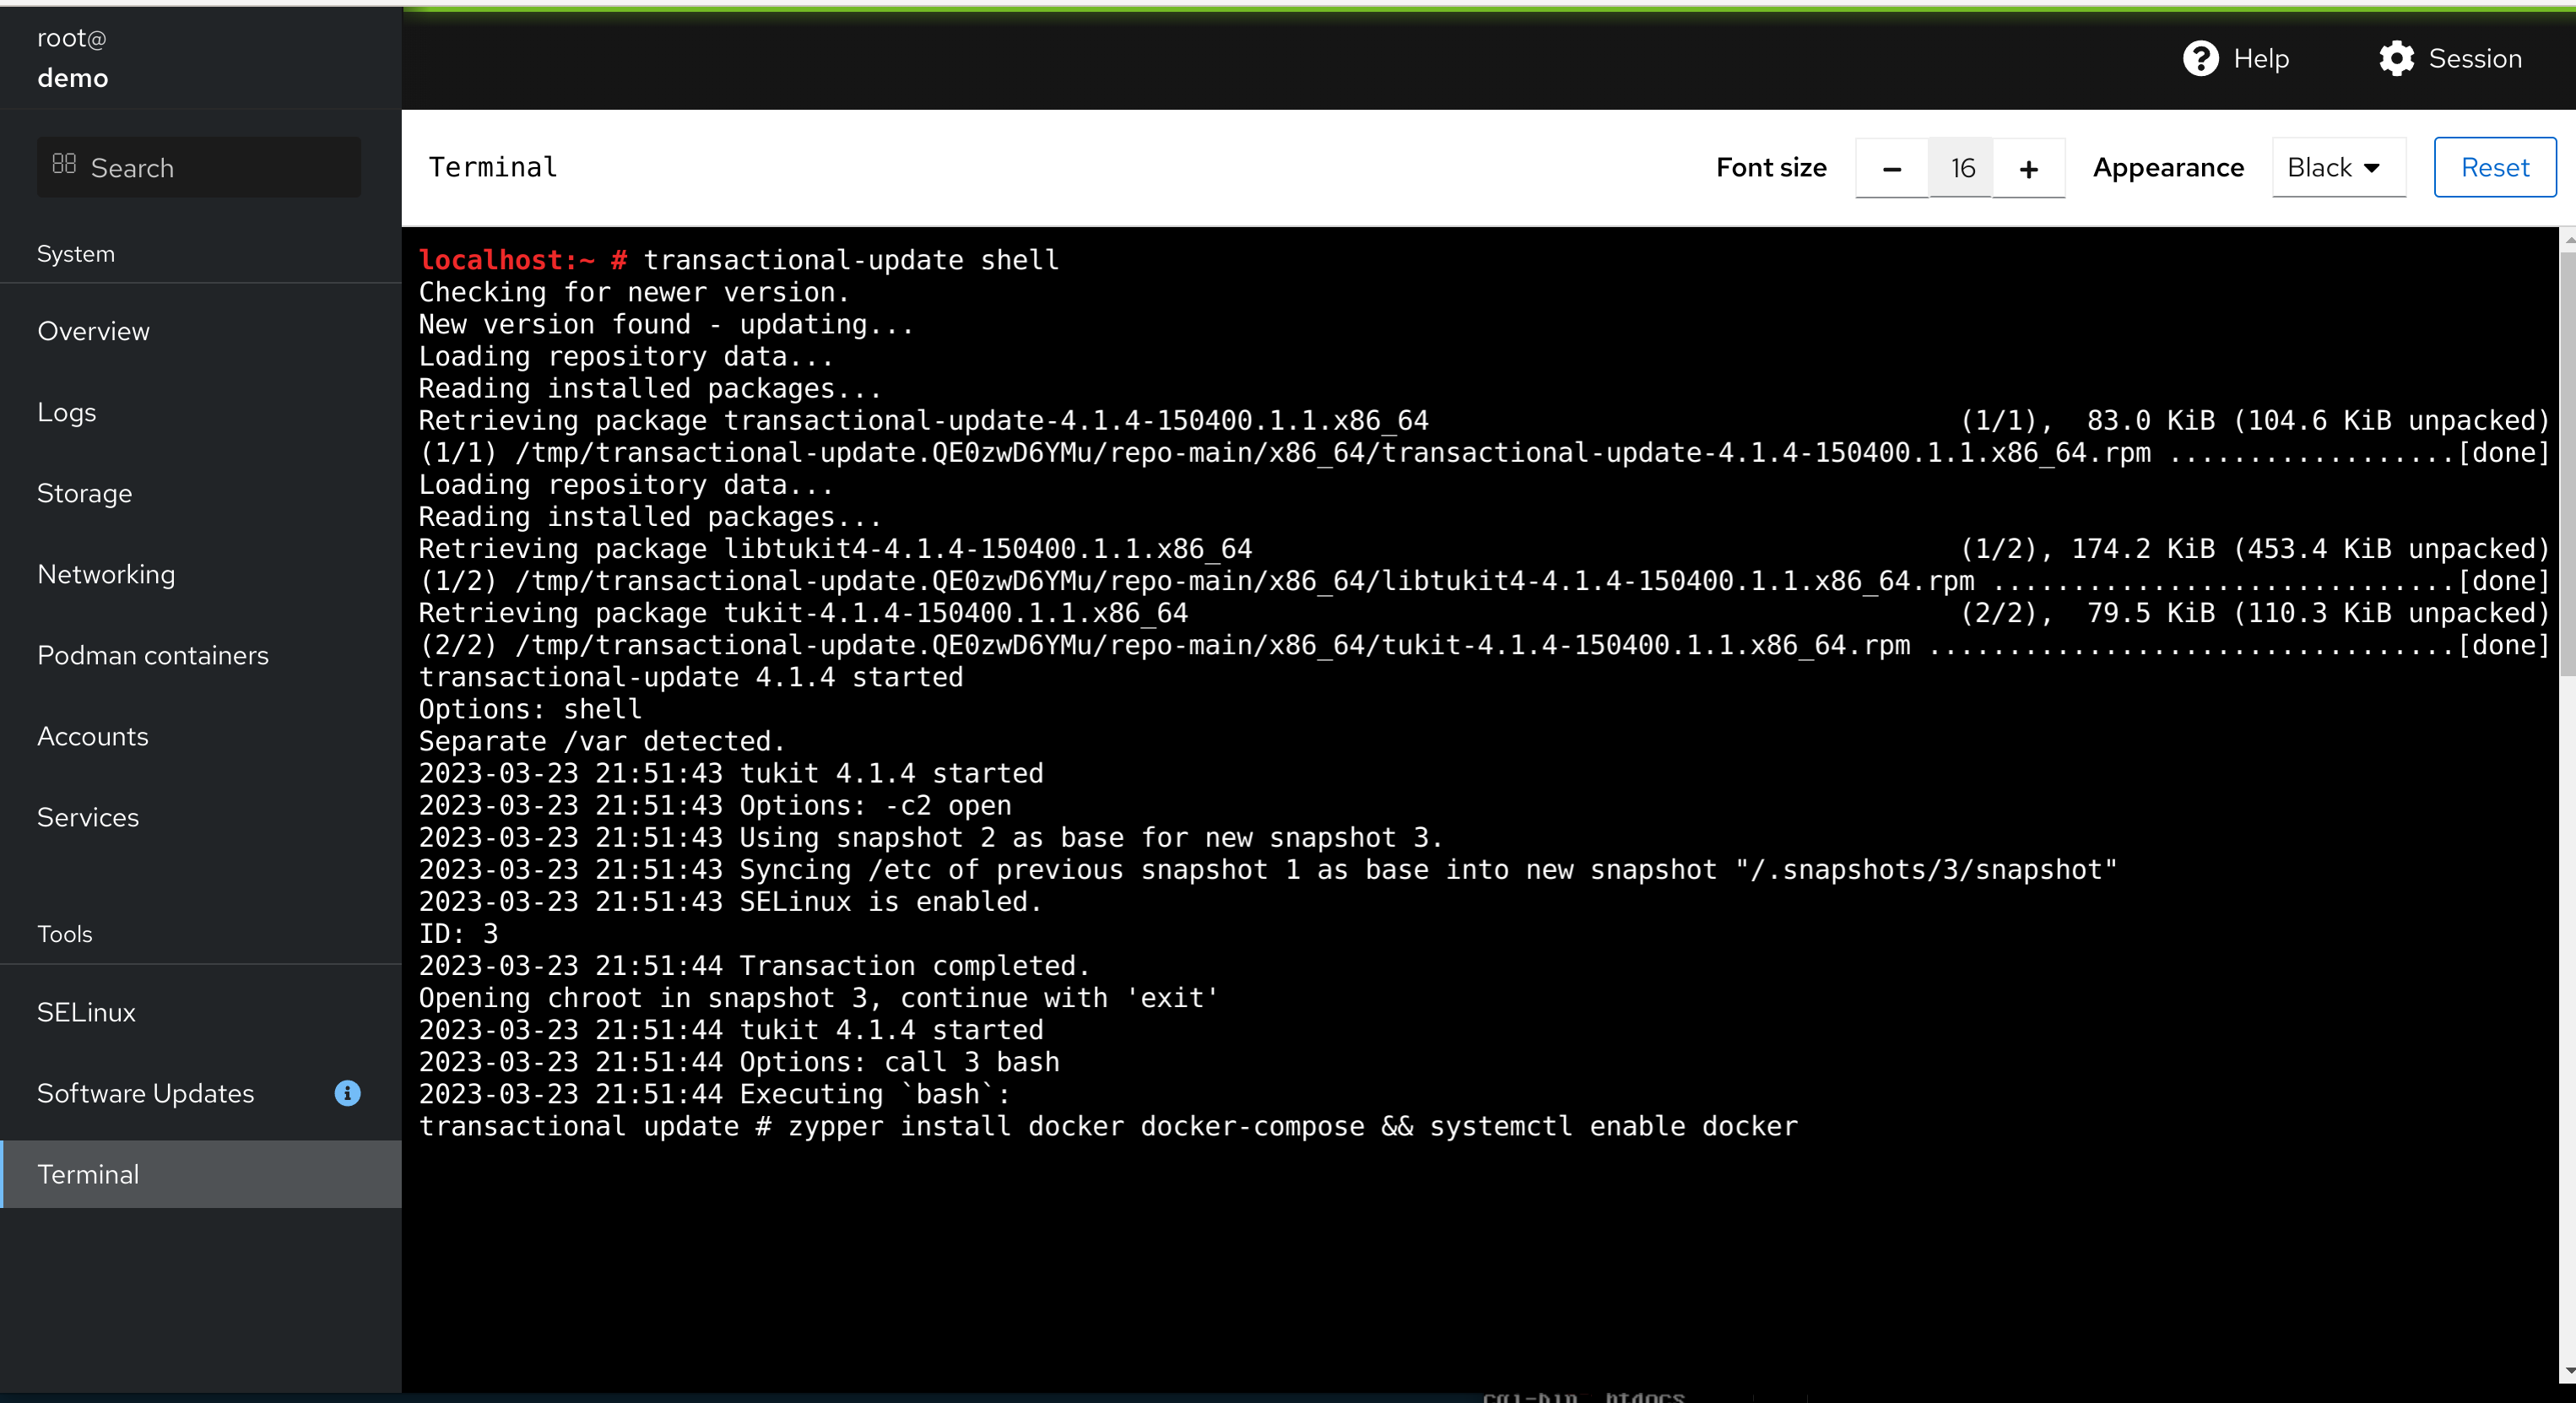 root@
demo
Help
Session
Search
Terminal
Font size
16
Appearance
Black
Reset
System
Overview
Logs
Storage
Networking
Podman containers
Accounts
Services
Tools
SELinux
Software Updates
Terminal
localhost:~ # transactional-update shell
Checking for newer version.
New version found - updating...
Loading repository data...
Reading installed packages...
Retrieving package transactional-update-4.1.4-150400.1.1.x86_64 (1/1),  83.0 KiB (104.6 KiB unpacked)
(1/1) /tmp/transactional-update.QE0zwD6YMu/repo-main/x86_64/transactional-update-4.1.4-150400.1.1.x86_64.rpm ..................[done]
Loading repository data...
Reading installed packages...
Retrieving package libtukit4-4.1.4-150400.1.1.x86_64 (1/2), 174.2 KiB (453.4 KiB unpacked)
(1/2) /tmp/transactional-update.QE0zwD6YMu/repo-main/x86_64/libtukit4-4.1.4-150400.1.1.x86_64.rpm .............................[done]
Retrieving package tukit-4.1.4-150400.1.1.x86_64 (2/2),  79.5 KiB (110.3 KiB unpacked)
(2/2) /tmp/transactional-update.QE0zwD6YMu/repo-main/x86_64/tukit-4.1.4-150400.1.1.x86_64.rpm .................................[done]
transactional-update 4.1.4 started
Options: shell
Separate /var detected.
2023-03-23 21:51:43 tukit 4.1.4 started
2023-03-23 21:51:43 Options: -c2 open
2023-03-23 21:51:43 Using snapshot 2 as base for new snapshot 3.
2023-03-23 21:51:43 Syncing /etc of previous snapshot 1 as base into new snapshot "/.snapshots/3/snapshot"
2023-03-23 21:51:43 SELinux is enabled.
ID: 3
2023-03-23 21:51:44 Transaction completed.
Opening chroot in snapshot 3, continue with 'exit'
2023-03-23 21:51:44 tukit 4.1.4 started
2023-03-23 21:51:44 Options: call 3 bash
2023-03-23 21:51:44 Executing `bash`:
transactional update # zypper install docker docker-compose && systemctl enable docker
cgi-bin  htdocs